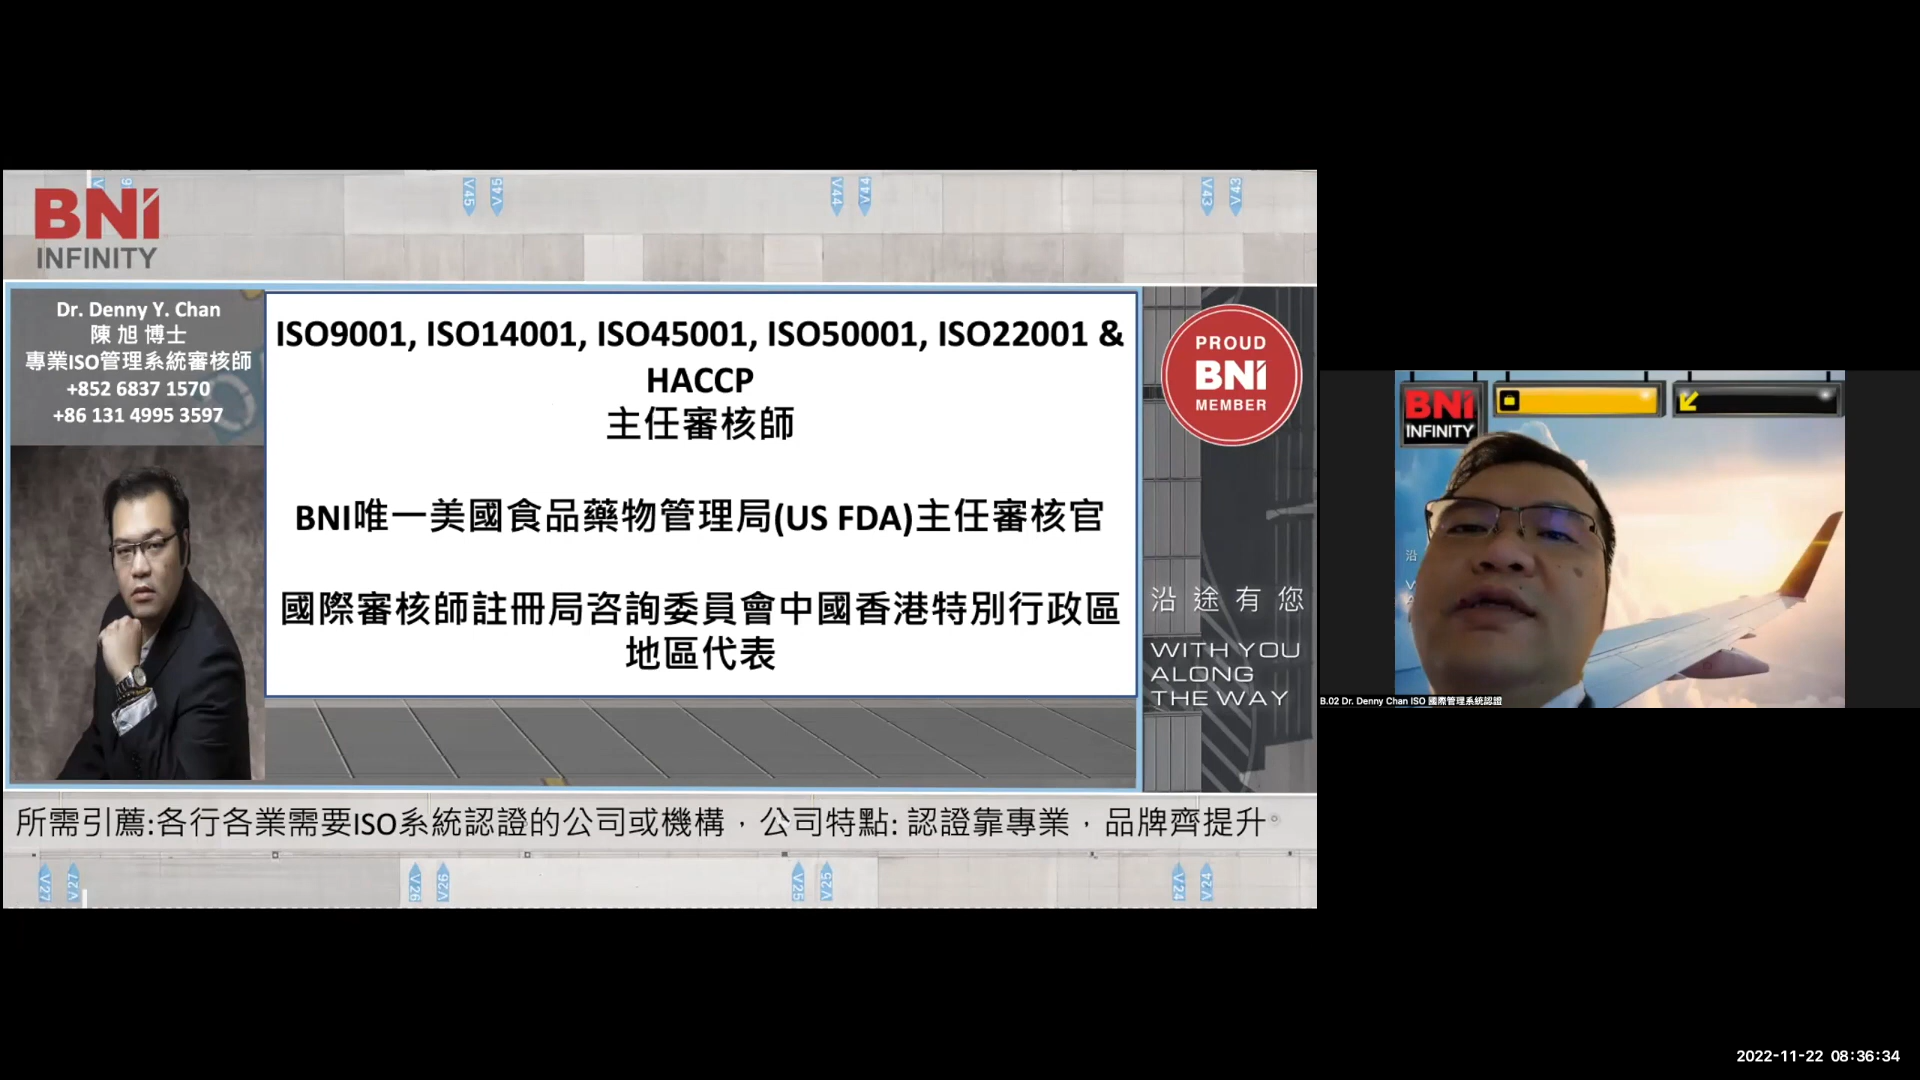 BNI
INFINITY
V45
V45
V44
V44
V43
V43
Dr. Denny Y. Chan
陳 旭 博士
專業ISO管理系統審核師
+852 6837 1570
+86 131 4995 3597
ISO9001, ISO14001, ISO45001, ISO50001, ISO22001 &
HACCP
主任審核師
BNI唯一美國食品藥物管理局(US FDA)主任審核官
國際審核師註冊局咨詢委員會中國香港特別行政區
地區代表
PROUD
BNI
MEMBER
沿途有您
WITH YOU
ALONG
THE WAY
所需引薦:各行各業需要ISO系統認證的公司或機構，公司特點: 認證靠專業，品牌齊提升。
V27
V27
V26
V26
V25
V25
V24
V24
BNI
INFINITY
沿
B.02 Dr. Denny Chan ISO 國際管理系統認證
2022-11-22 08:36:34